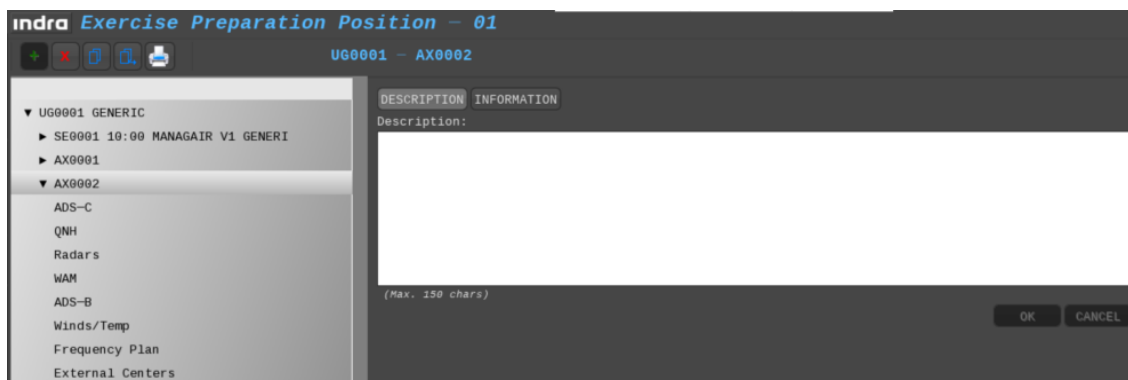 ındra Exercise Preparation Position – 01
UG0001 – AX0002
DESCRIPTION INFORMATION
Description:
▼ UG0001 GENERIC
► SE0001 10:00 MANAGAIR V1 GENERI
► AX0001
▼ AX0002
ADS–C
QNH
Radars
WAM
ADS–B
Winds/Temp
Frequency Plan
External Centers
(Max. 150 chars)
OK CANCEL